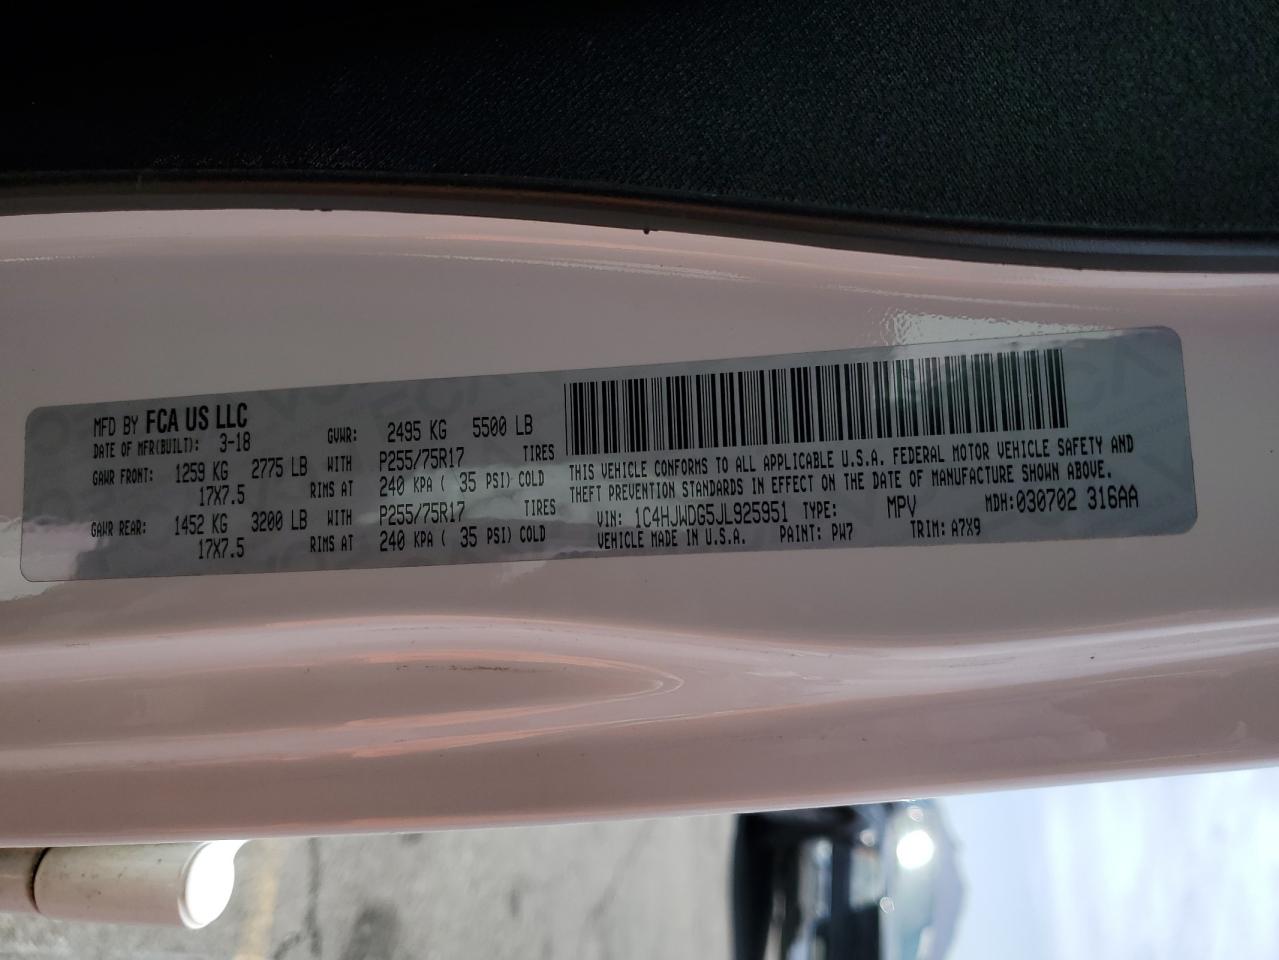 MFD BY FCA US LLC
DATE OF MFR(BUILT): 3-18 GVWR: 2495 KG 5500 LB
GAWR FRONT: 1259 KG 2775 LB WITH P255/75R17 TIRES
17X7.5 RIMS AT 240 KPA ( 35 PSI) COLD
GAWR REAR: 1452 KG 3200 LB WITH P255/75R17 TIRES
17X7.5 RIMS AT 240 KPA ( 35 PSI) COLD
THIS VEHICLE CONFORMS TO ALL APPLICABLE U.S.A. FEDERAL MOTOR VEHICLE SAFETY AND
THEFT PREVENTION STANDARDS IN EFFECT ON THE DATE OF MANUFACTURE SHOWN ABOVE.
VIN: 1C4HJWDG5JL925951 TYPE: MPV MDH:030702 316AA
VEHICLE MADE IN U.S.A. PAINT: PW7 TRIM: A7X9